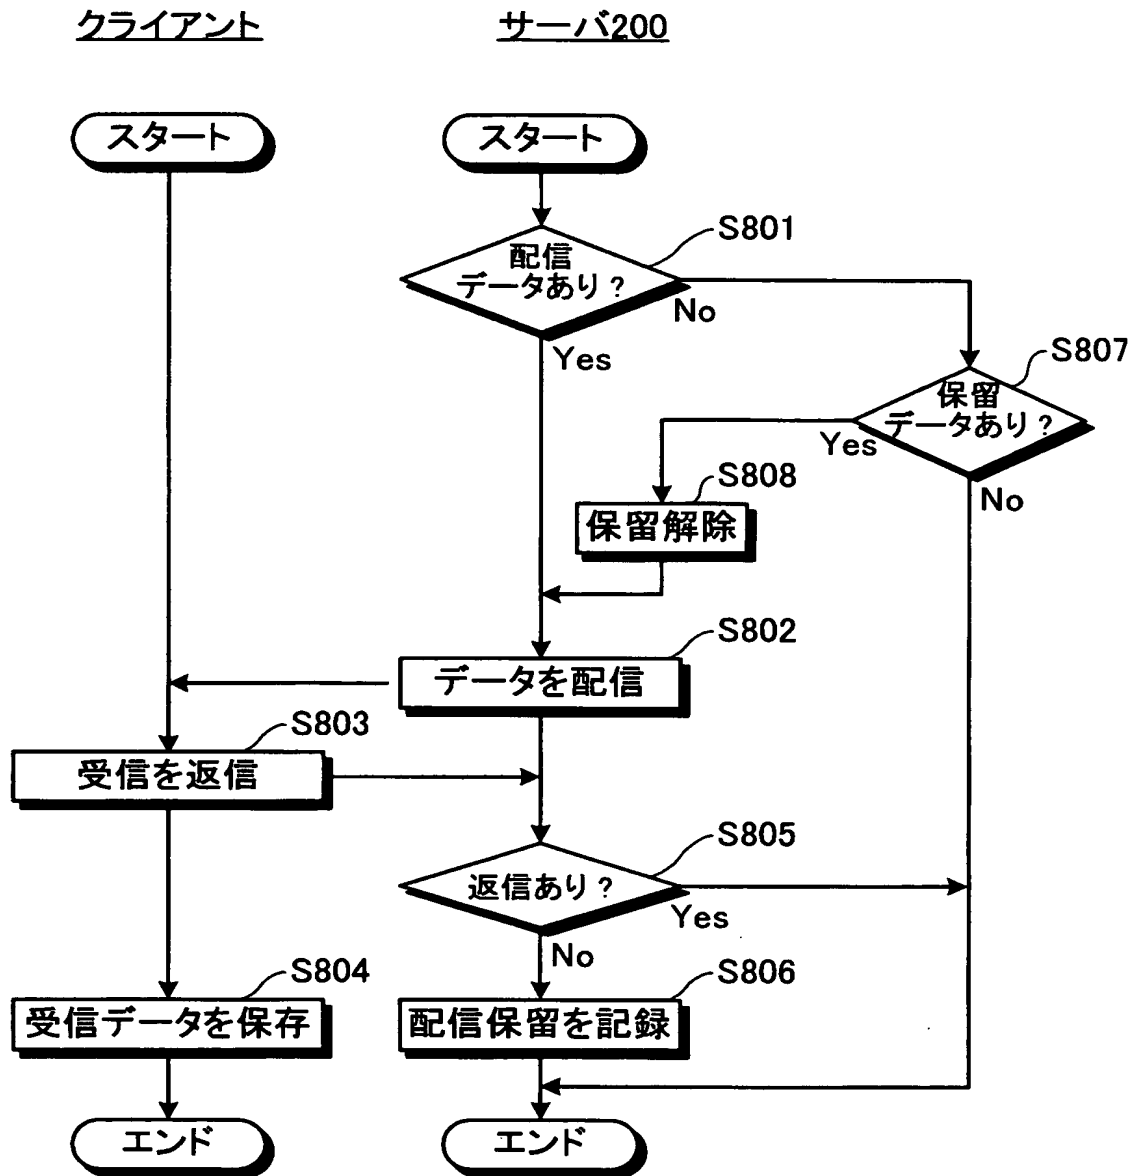 クライアント
サーバ200
スタート
スタート
S801
配信
データあり?
No
Yes
S807
保留
データあり?
Yes
No
S808
保留解除
S802
データを配信
S803
受信を返信
S805
返信あり?
Yes
No
S804
受信データを保存
S806
配信保留を記録
エンド
エンド